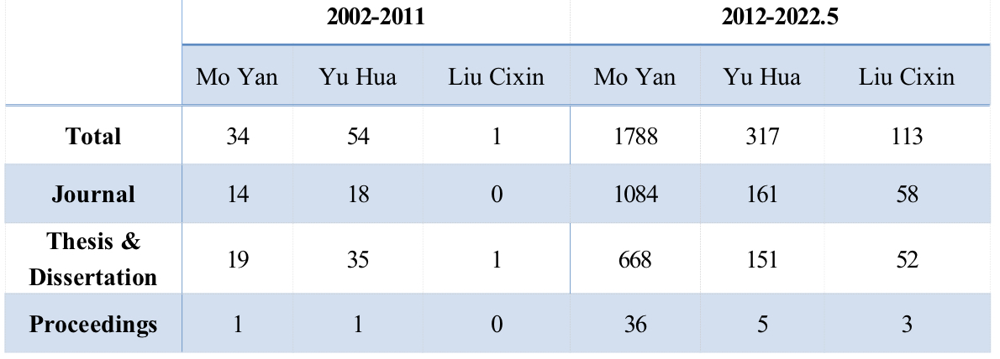 2002-2011 2012-2022.5
Mo Yan Yu Hua Liu Cixin Mo Yan Yu Hua Liu Cixin
Total 34 54 1 1788 317 113
Journal 14 18 0 1084 161 58
Thesis &
Dissertation 19 35 1 668 151 52
Proceedings 1 1 0 36 5 3